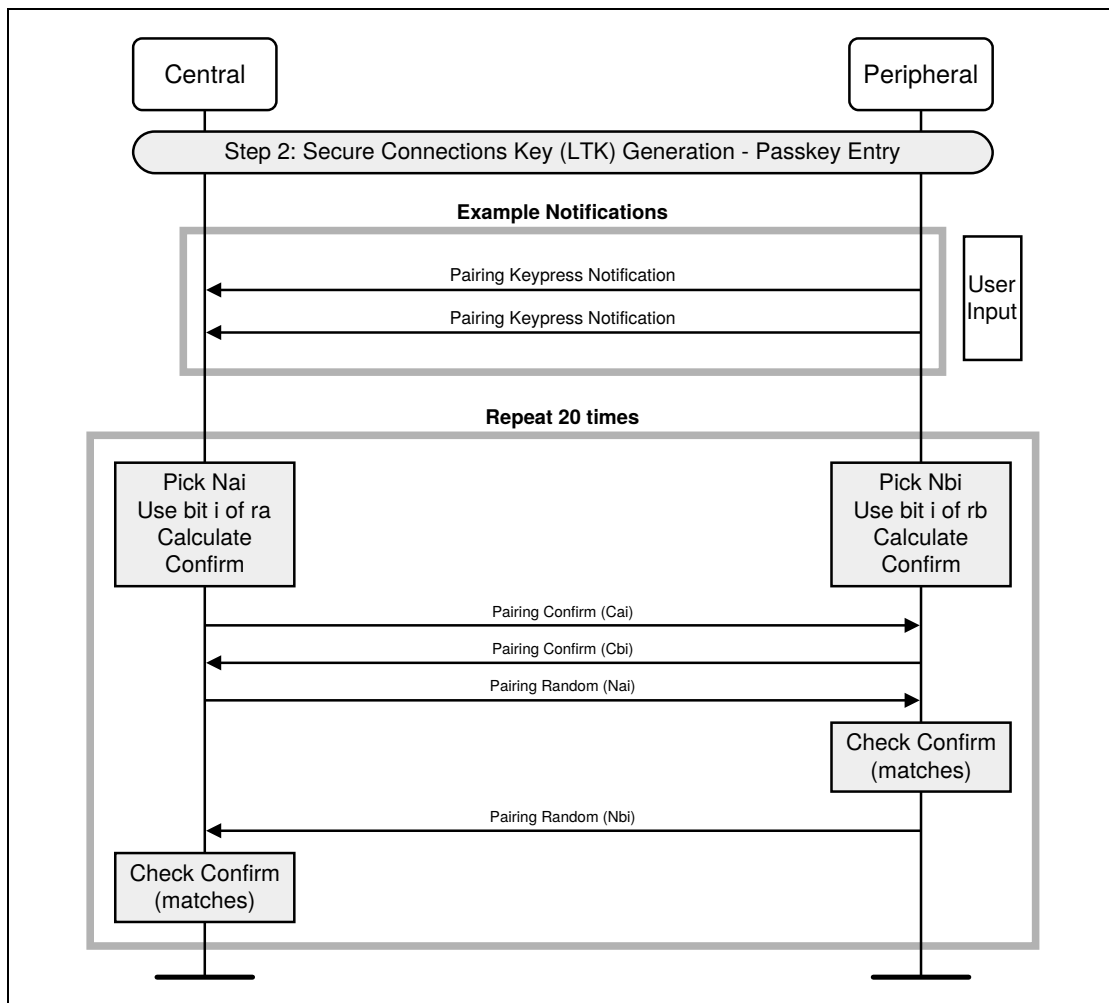 Central
Peripheral
Step 2: Secure Connections Key (LTK) Generation - Passkey Entry
Example Notifications
Pairing Keypress Notification
Pairing Keypress Notification
User
Input
Repeat 20 times
Pick Nai
Use bit i of ra
Calculate
Confirm
Pick Nbi
Use bit i of rb
Calculate
Confirm
Pairing Confirm (Cai)
Pairing Confirm (Cbi)
Pairing Random (Nai)
Check Confirm
(matches)
Pairing Random (Nbi)
Check Confirm
(matches)